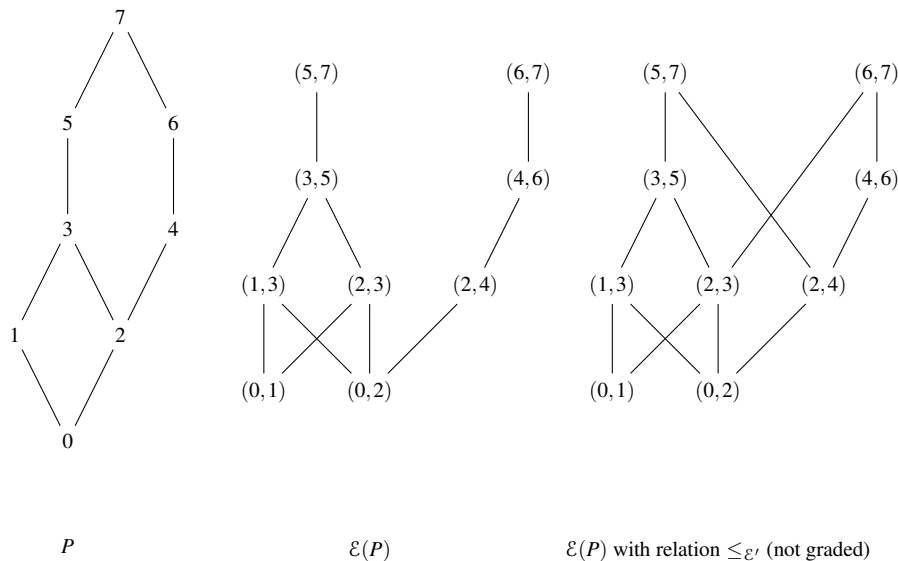 7
(5,7) (6,7) (5,7) (6,7)
5 6
(3,5) (4,6) (3,5) (4,6)
3 4
(1,3) (2,3) (2,4) (1,3) (2,3) (2,4)
1 2
(0,1) (0,2) (0,1) (0,2)
0
P ℰ(P) ℰ(P) with relation ≤ℰ′ (not graded)